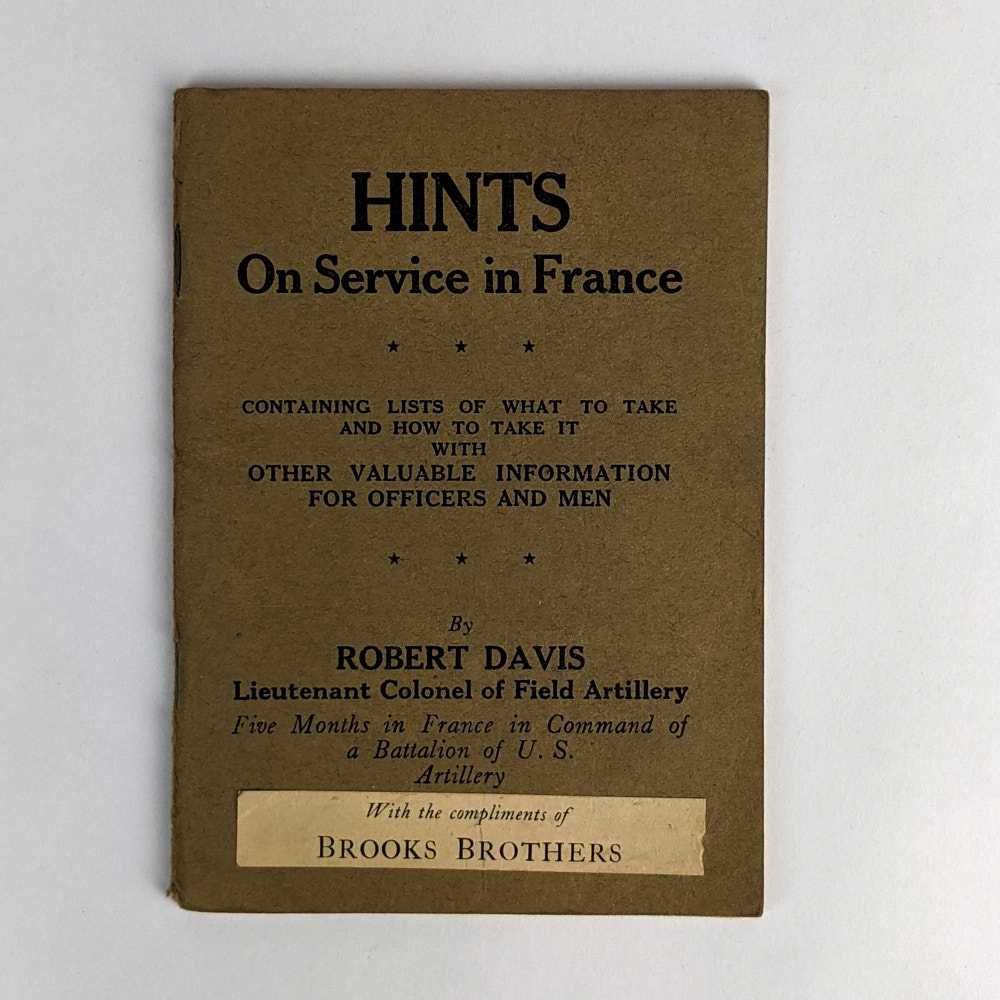 HINTS
On Service in France
★ ★ ★
CONTAINING LISTS OF WHAT TO TAKE
AND HOW TO TAKE IT
WITH
OTHER VALUABLE INFORMATION
FOR OFFICERS AND MEN
★ ★ ★
By
ROBERT DAVIS
Lieutenant Colonel of Field Artillery
Five Months in France in Command of
a Battalion of U. S.
Artillery
With the compliments of
BROOKS BROTHERS